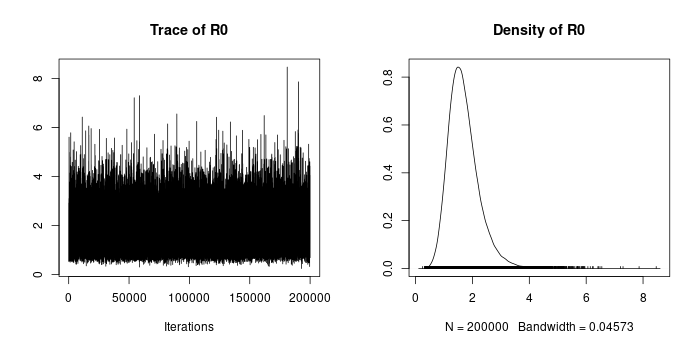 Trace of R0
8
6
4
2
0
0 50000 100000 150000 200000
Iterations
Density of R0
0.8
0.6
0.4
0.2
0.0
0 2 4 6 8
N = 200000 Bandwidth = 0.04573